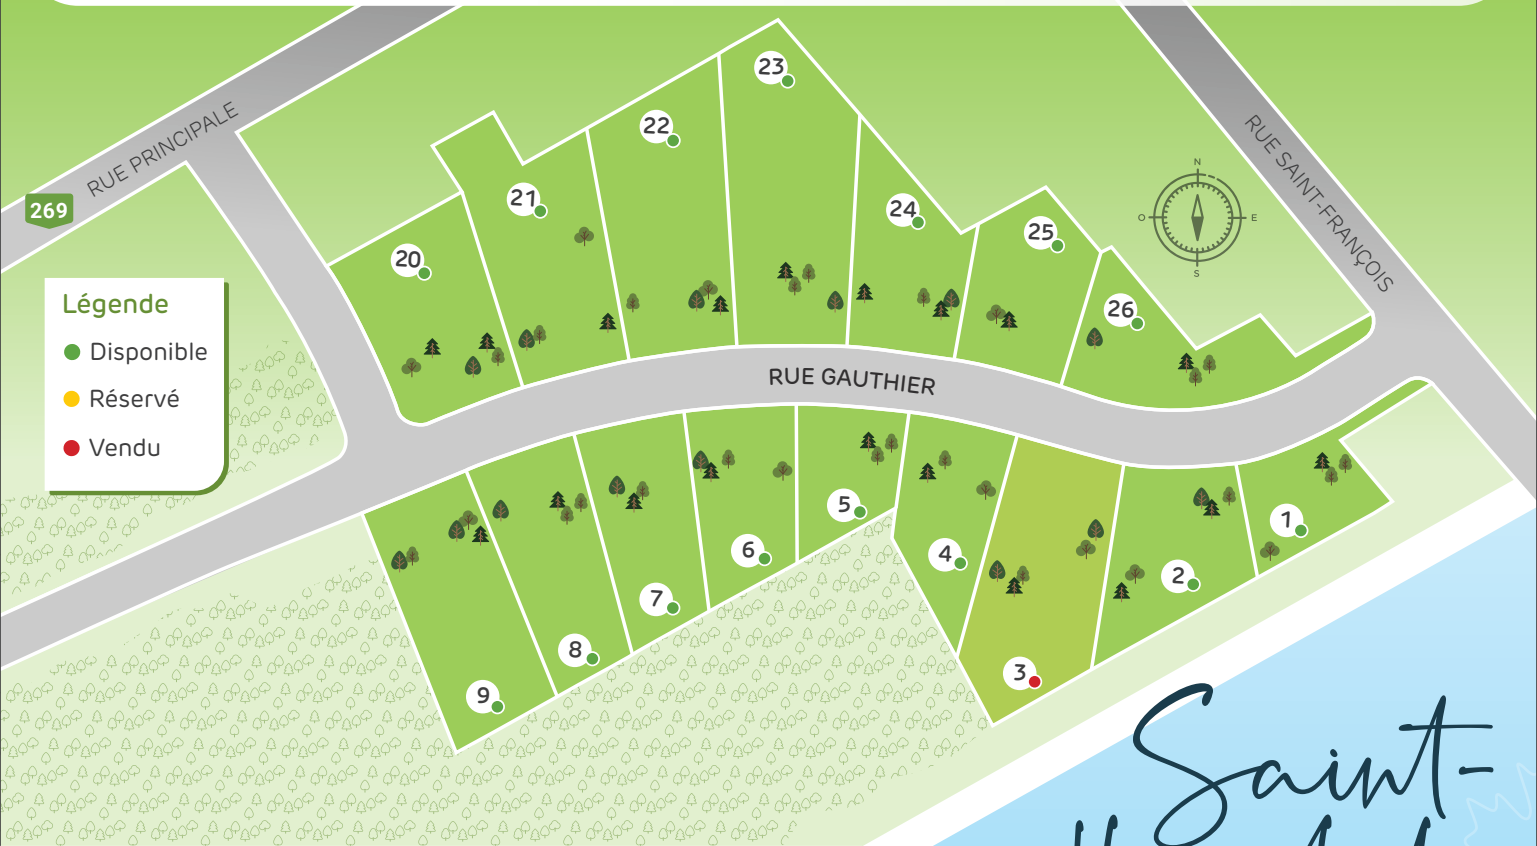 RUE PRINCIPALE
269
RUE SAINT-FRANÇOIS
N
O
E
S
23
22
21
24
25
20
26
Légende
Disponible
Réservé
Vendu
RUE GAUTHIER
5
1
6
4
2
7
8
3
9
Saint-